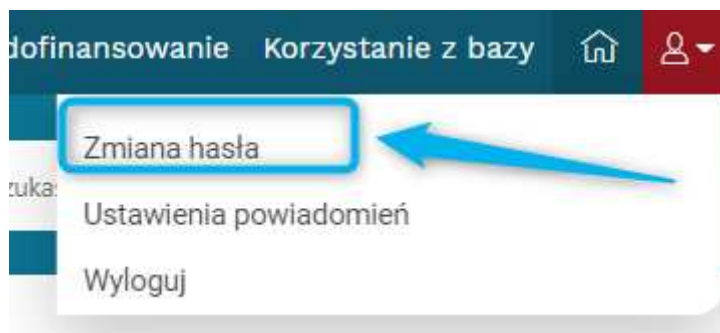 dofinansowanie Korzystanie z bazy
Zmiana hasła
Ustawienia powiadomień
Wyloguj